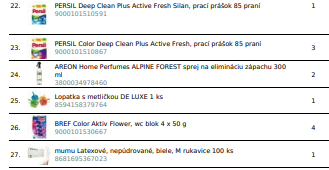 22. PERSIL Deep Clean Plus Active Fresh Silan, prací prášok 85 praní 1
9000101510591
23. PERSIL Color Deep Clean Plus Active Fresh, prací prášok 85 praní 3
9000101510867
24. AREON Home Perfumes ALPINE FOREST sprej na elimináciu zápachu 300 2
ml
3800034978460
25. Lopatka s metličkou DE LUXE 1 ks 1
8594158379764
26. BREF Color Aktiv Flower, wc blok 4 x 50 g 4
9000101530667
27. mumu Latexové, nepúdrované, biele, M rukavice 100 ks 1
8681695367023